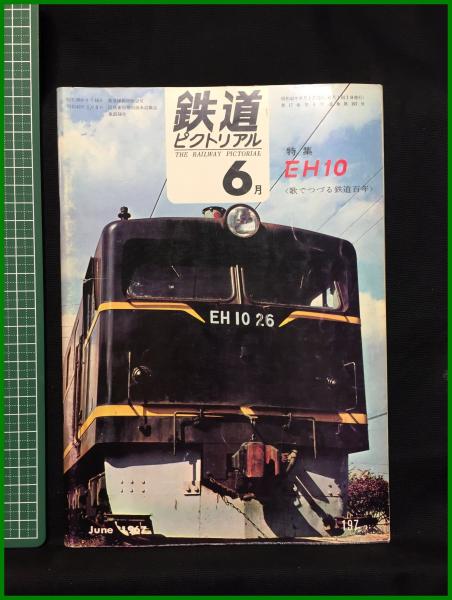 鉄道
ピクトリアル
THE RAILWAY PICTORIAL
6月
特集
EH10
〈歌でつづる鉄道百年〉
EH10 26
June 1967
197